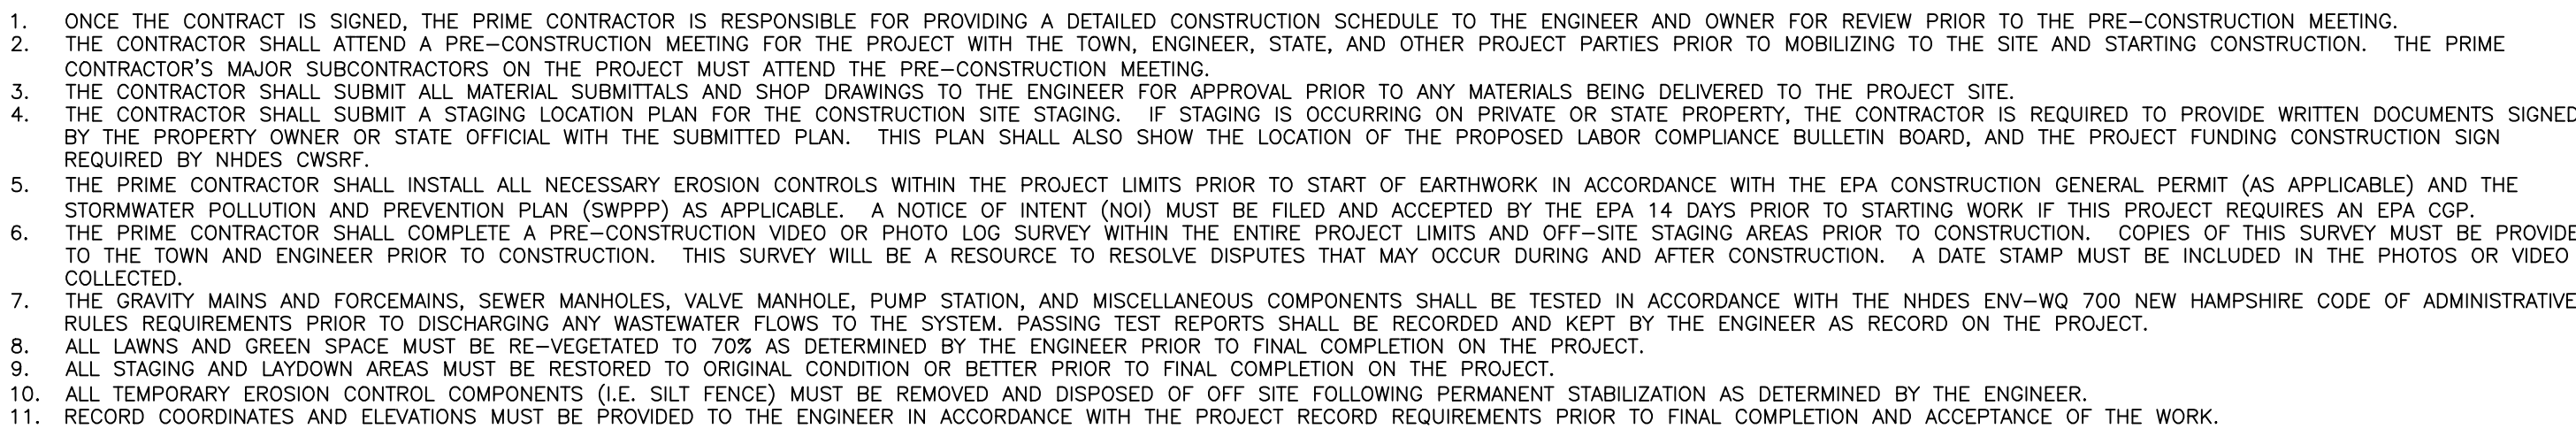 1. ONCE THE CONTRACT IS SIGNED, THE PRIME CONTRACTOR IS RESPONSIBLE FOR PROVIDING A DETAILED CONSTRUCTION SCHEDULE TO THE ENGINEER AND OWNER FOR REVIEW PRIOR TO THE PRE-CONSTRUCTION MEETING.
2. THE CONTRACTOR SHALL ATTEND A PRE-CONSTRUCTION MEETING FOR THE PROJECT WITH THE TOWN, ENGINEER, STATE, AND OTHER PROJECT PARTIES PRIOR TO MOBILIZING TO THE SITE AND STARTING CONSTRUCTION. THE PRIME
CONTRACTOR'S MAJOR SUBCONTRACTORS ON THE PROJECT MUST ATTEND THE PRE-CONSTRUCTION MEETING.
3. THE CONTRACTOR SHALL SUBMIT ALL MATERIAL SUBMITTALS AND SHOP DRAWINGS TO THE ENGINEER FOR APPROVAL PRIOR TO ANY MATERIALS BEING DELIVERED TO THE PROJECT SITE.
4. THE CONTRACTOR SHALL SUBMIT A STAGING LOCATION PLAN FOR THE CONSTRUCTION SITE STAGING. IF STAGING IS OCCURRING ON PRIVATE OR STATE PROPERTY, THE CONTRACTOR IS REQUIRED TO PROVIDE WRITTEN DOCUMENTS SIGNED
BY THE PROPERTY OWNER OR STATE OFFICIAL WITH THE SUBMITTED PLAN. THIS PLAN SHALL ALSO SHOW THE LOCATION OF THE PROPOSED LABOR COMPLIANCE BULLETIN BOARD, AND THE PROJECT FUNDING CONSTRUCTION SIGN
REQUIRED BY NHDES CWSRF.
5. THE PRIME CONTRACTOR SHALL INSTALL ALL NECESSARY EROSION CONTROLS WITHIN THE PROJECT LIMITS PRIOR TO START OF EARTHWORK IN ACCORDANCE WITH THE EPA CONSTRUCTION GENERAL PERMIT (AS APPLICABLE) AND THE
STORMWATER POLLUTION AND PREVENTION PLAN (SWPPP) AS APPLICABLE. A NOTICE OF INTENT (NOI) MUST BE FILED AND ACCEPTED BY THE EPA 14 DAYS PRIOR TO STARTING WORK IF THIS PROJECT REQUIRES AN EPA CGP.
6. THE PRIME CONTRACTOR SHALL COMPLETE A PRE-CONSTRUCTION VIDEO OR PHOTO LOG SURVEY WITHIN THE ENTIRE PROJECT LIMITS AND OFF-SITE STAGING AREAS PRIOR TO CONSTRUCTION. COPIES OF THIS SURVEY MUST BE PROVIDE
TO THE TOWN AND ENGINEER PRIOR TO CONSTRUCTION. THIS SURVEY WILL BE A RESOURCE TO RESOLVE DISPUTES THAT MAY OCCUR DURING AND AFTER CONSTRUCTION. A DATE STAMP MUST BE INCLUDED IN THE PHOTOS OR VIDEO
COLLECTED.
7. THE GRAVITY MAINS AND FORCEMAINS, SEWER MANHOLES, VALVE MANHOLE, PUMP STATION, AND MISCELLANEOUS COMPONENTS SHALL BE TESTED IN ACCORDANCE WITH THE NHDES ENV-WQ 700 NEW HAMPSHIRE CODE OF ADMINISTRATIVE
RULES REQUIREMENTS PRIOR TO DISCHARGING ANY WASTEWATER FLOWS TO THE SYSTEM. PASSING TEST REPORTS SHALL BE RECORDED AND KEPT BY THE ENGINEER AS RECORD ON THE PROJECT.
8. ALL LAWNS AND GREEN SPACE MUST BE RE-VEGETATED TO 70% AS DETERMINED BY THE ENGINEER PRIOR TO FINAL COMPLETION ON THE PROJECT.
9. ALL STAGING AND LAYDOWN AREAS MUST BE RESTORED TO ORIGINAL CONDITION OR BETTER PRIOR TO FINAL COMPLETION ON THE PROJECT.
10. ALL TEMPORARY EROSION CONTROL COMPONENTS (I.E. SILT FENCE) MUST BE REMOVED AND DISPOSED OF OFF SITE FOLLOWING PERMANENT STABILIZATION AS DETERMINED BY THE ENGINEER.
11. RECORD COORDINATES AND ELEVATIONS MUST BE PROVIDED TO THE ENGINEER IN ACCORDANCE WITH THE PROJECT RECORD REQUIREMENTS PRIOR TO FINAL COMPLETION AND ACCEPTANCE OF THE WORK.